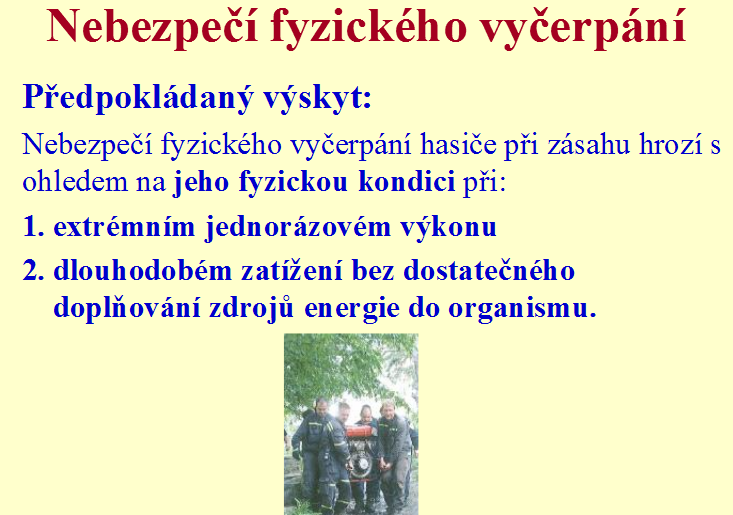 Nebezpečí fyzického vyčerpání
Předpokládaný výskyt:
Nebezpečí fyzického vyčerpání hasiče při zásahu hrozí s
ohledem na jeho fyzickou kondici při:
1. extrémním jednorázovém výkonu
2. dlouhodobém zatížení bez dostatečného
doplňování zdrojů energie do organismu.